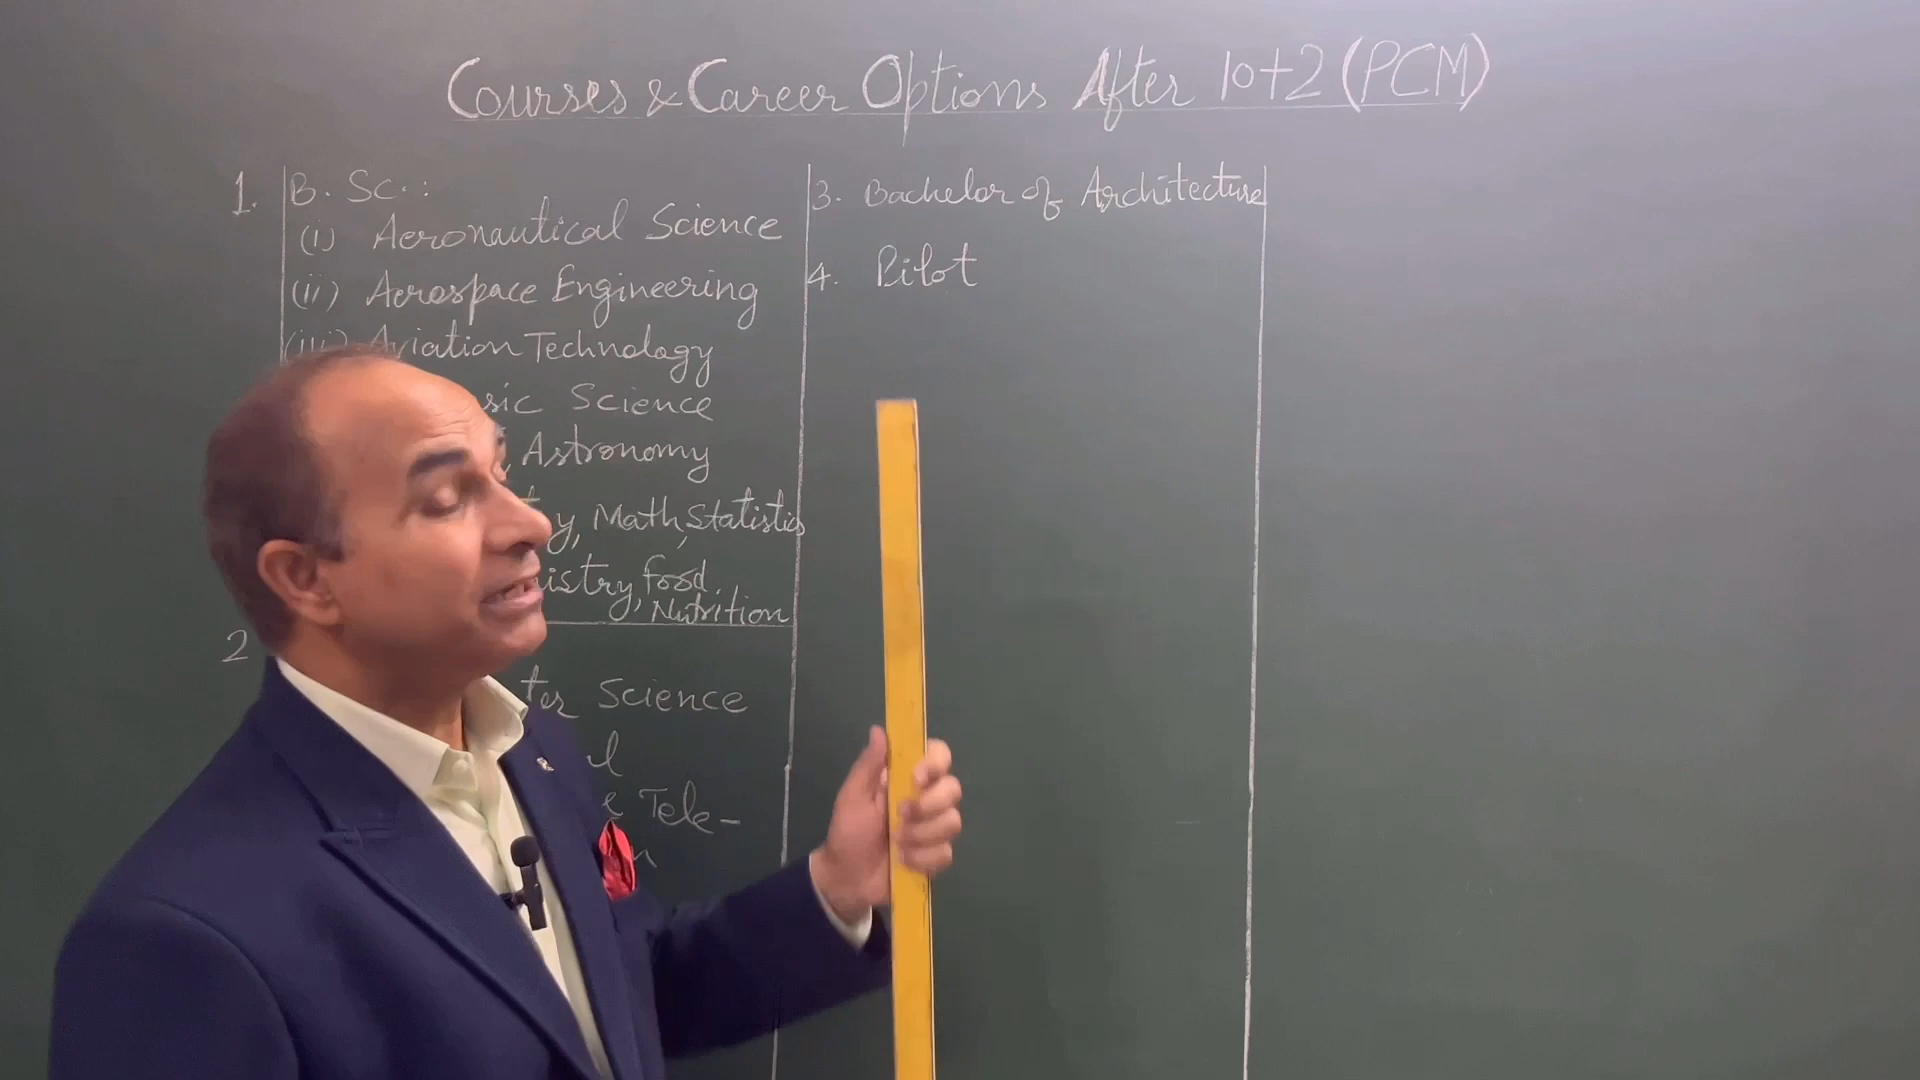 Courses & Career Options After 10+2 (PCM)
1. B. Sc. :
(i) Aeronautical Science
(ii) Aerospace Engineering
(iii) Aviation Technology
Science
, Astronomy
, Math, Statistics
Food,
Nutrition
2
Science
Tele-
3. Bachelor of Architecture
4. Pilot